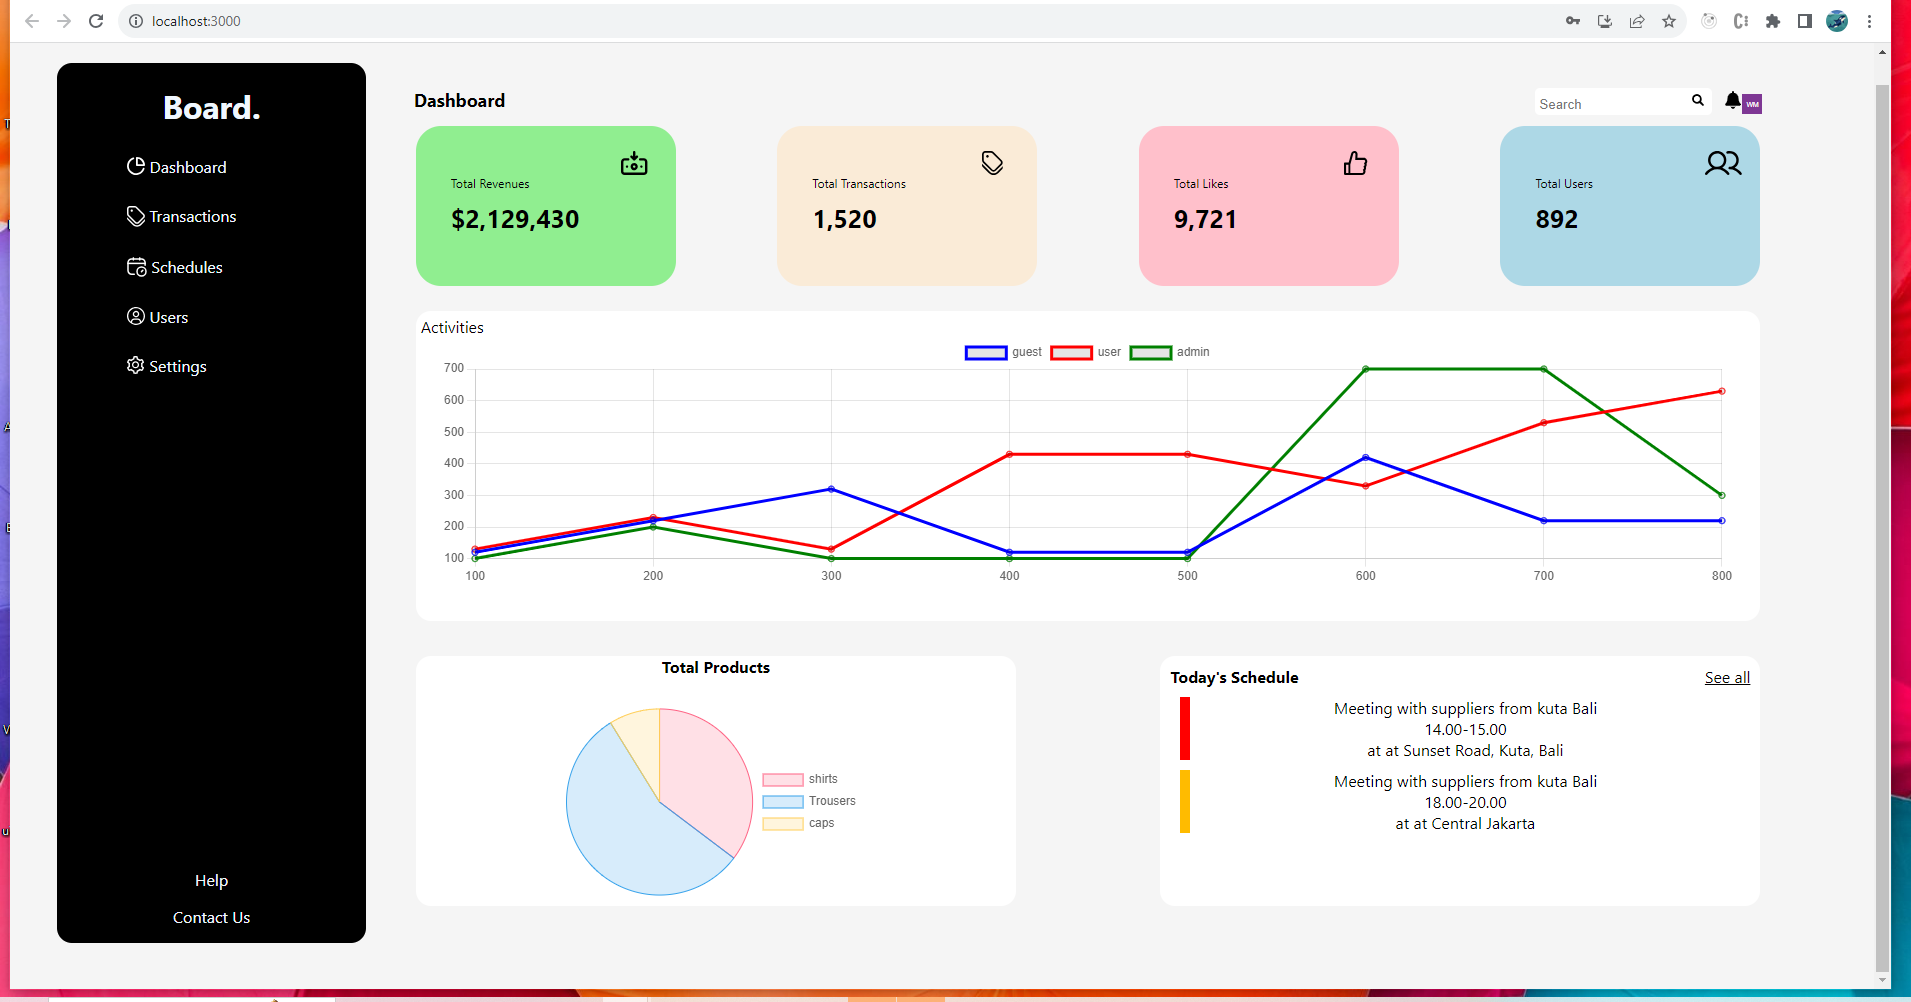 localhost:3000
Board.
Dashboard
Transactions
Schedules
Users
Settings
Help
Contact Us
Dashboard
Search
WM
Total Revenues
$2,129,430
Total Transactions
1,520
Total Likes
9,721
Total Users
892
Activities
guest user admin
700
600
500
400
300
200
100
100 200 300 400 500 600 700 800
Total Products
shirts
Trousers
caps
Today's Schedule
See all
Meeting with suppliers from kuta Bali
14.00-15.00
at at Sunset Road, Kuta, Bali
Meeting with suppliers from kuta Bali
18.00-20.00
at at Central Jakarta